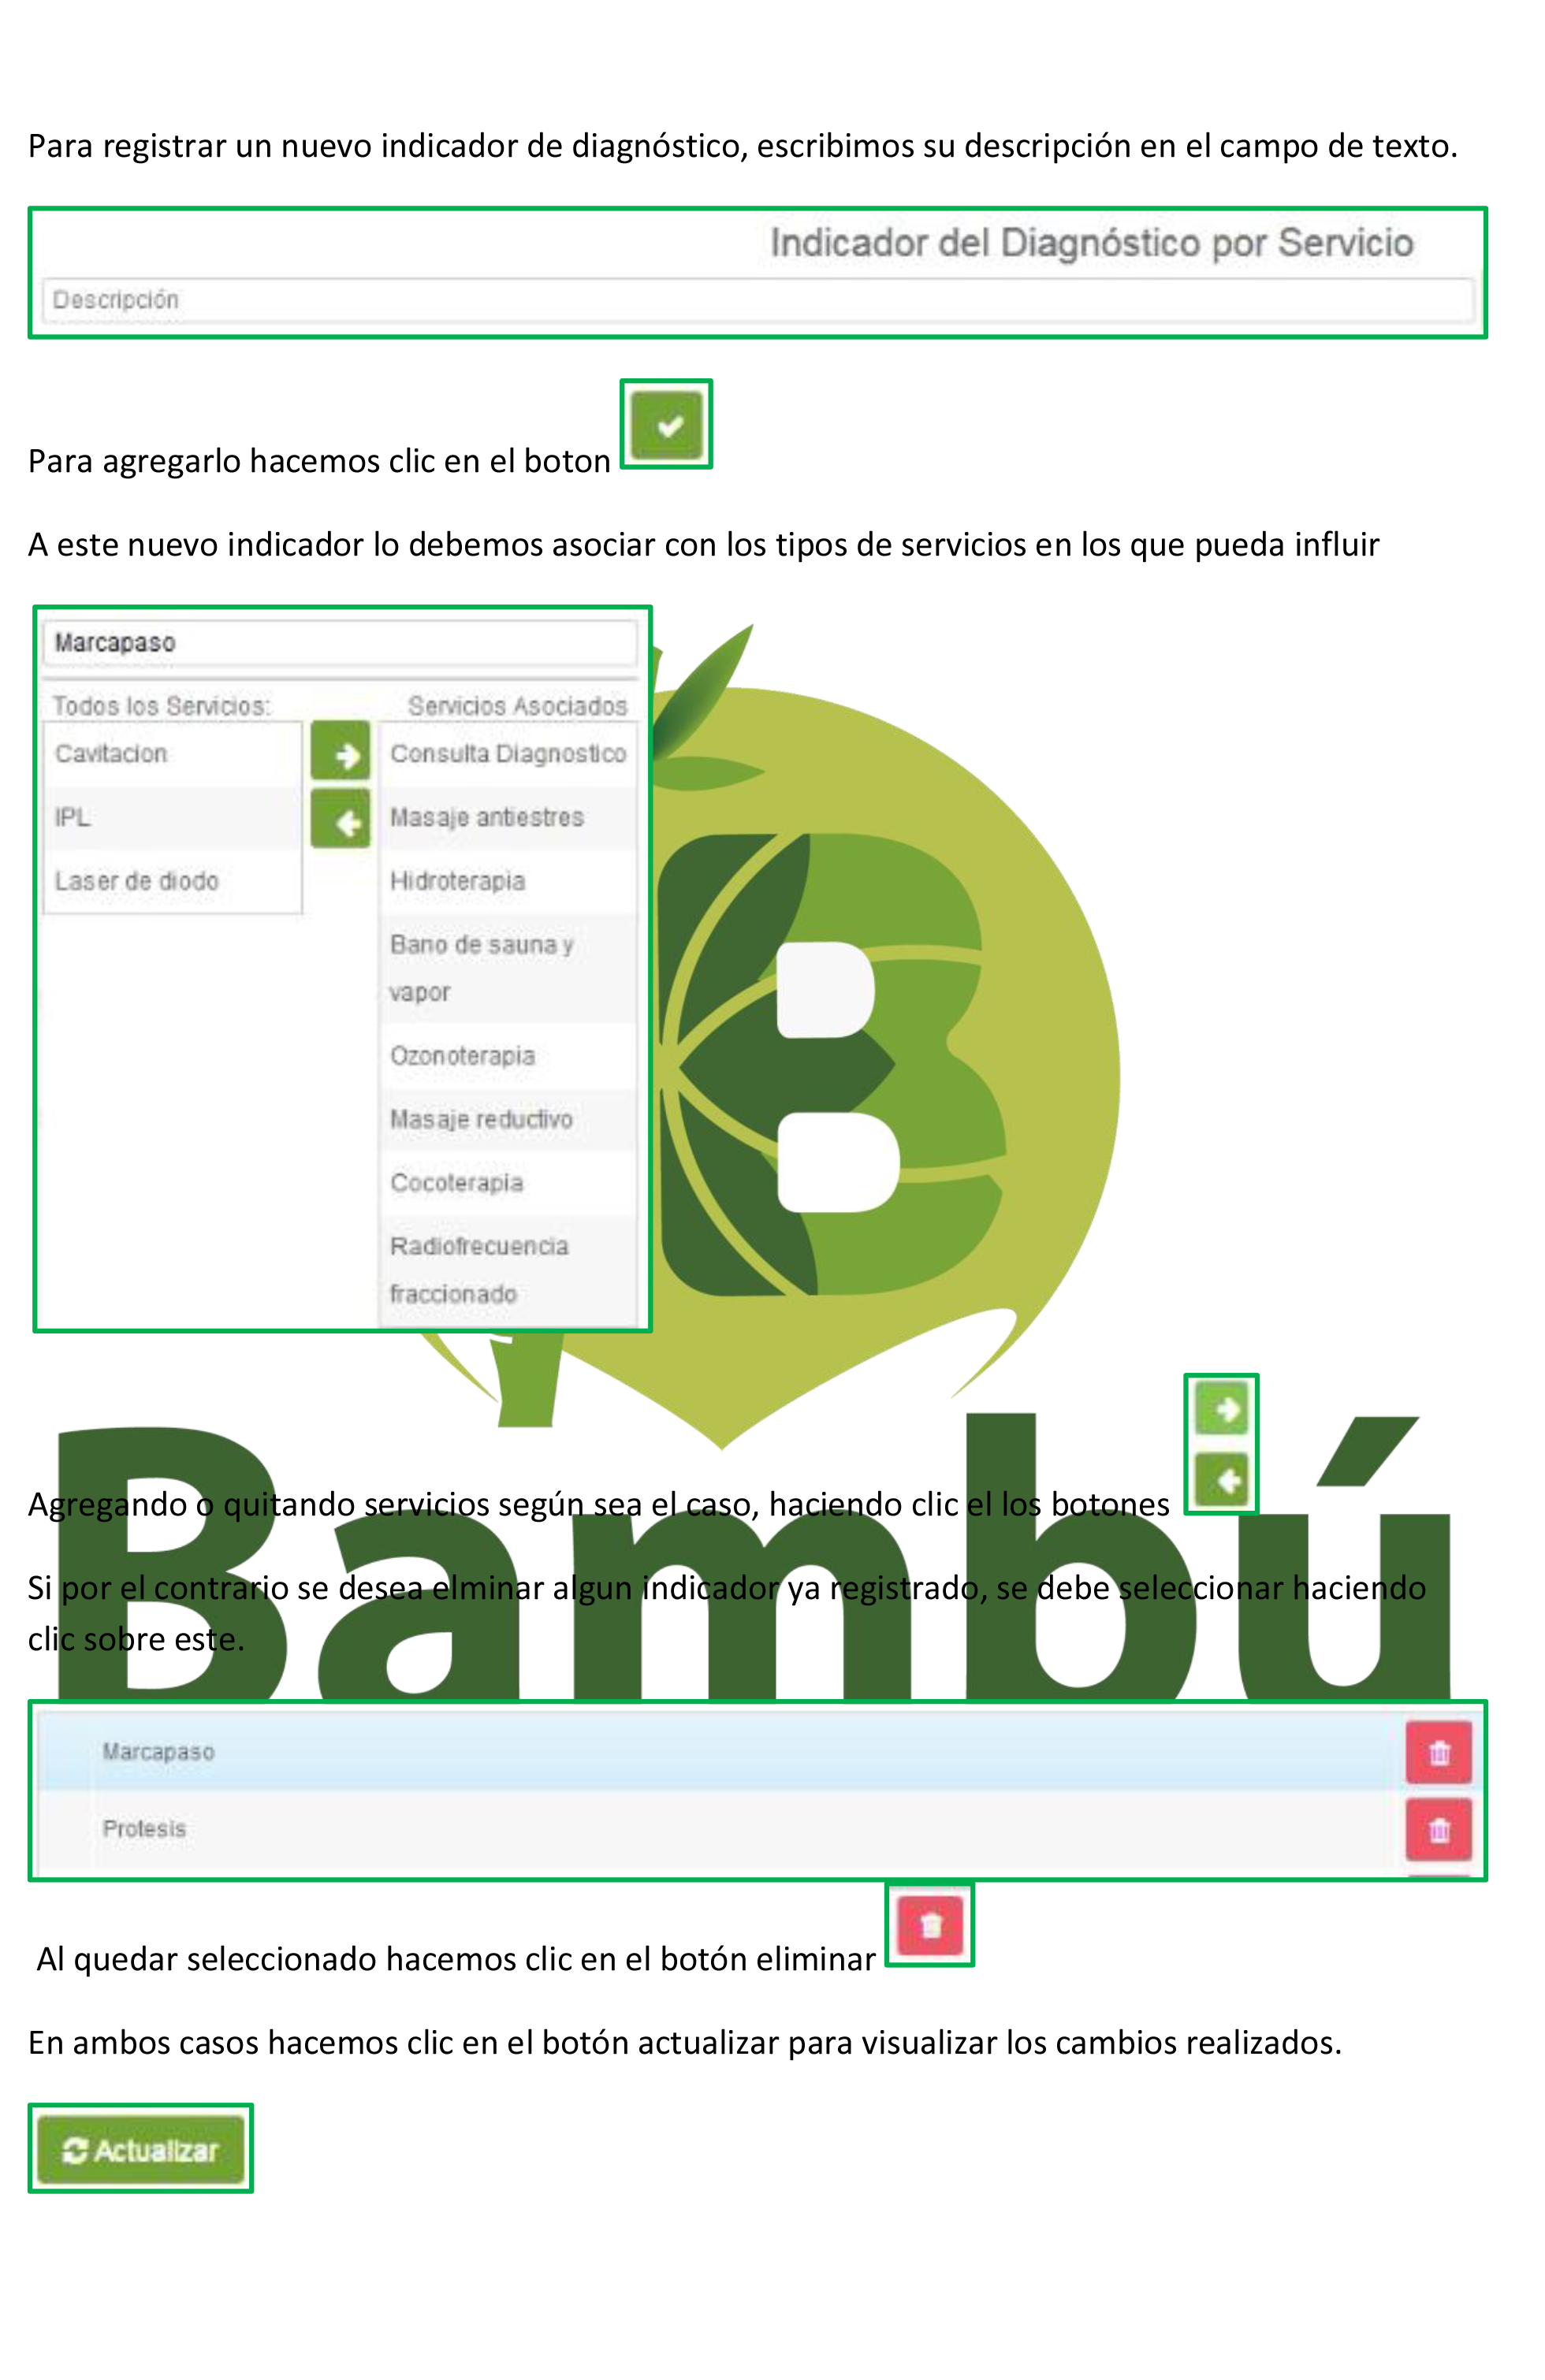 Para registrar un nuevo indicador de diagnóstico, escribimos su descripción en el campo de texto.
Indicador del Diagnóstico por Servicio
Descripción
Para agregarlo hacemos clic en el boton
A este nuevo indicador lo debemos asociar con los tipos de servicios en los que pueda influir
Marcapaso
Todos los Servicios:
Cavitacion
IPL
Laser de diodo
Servicios Asociados
Consulta Diagnostico
Masaje antiestres
Hidroterapia
Bano de sauna y
vapor
Ozonoterapia
Masaje reductivo
Cocoterapia
Radiofrecuencia
fraccionado
B
Bambú
Agregando o quitando servicios según sea el caso, haciendo clic el los botones
Si por el contrario se desea elminar algun indicador ya registrado, se debe seleccionar haciendo
clic sobre este.
Marcapaso
Protesis
Al quedar seleccionado hacemos clic en el botón eliminar
En ambos casos hacemos clic en el botón actualizar para visualizar los cambios realizados.
Actualizar